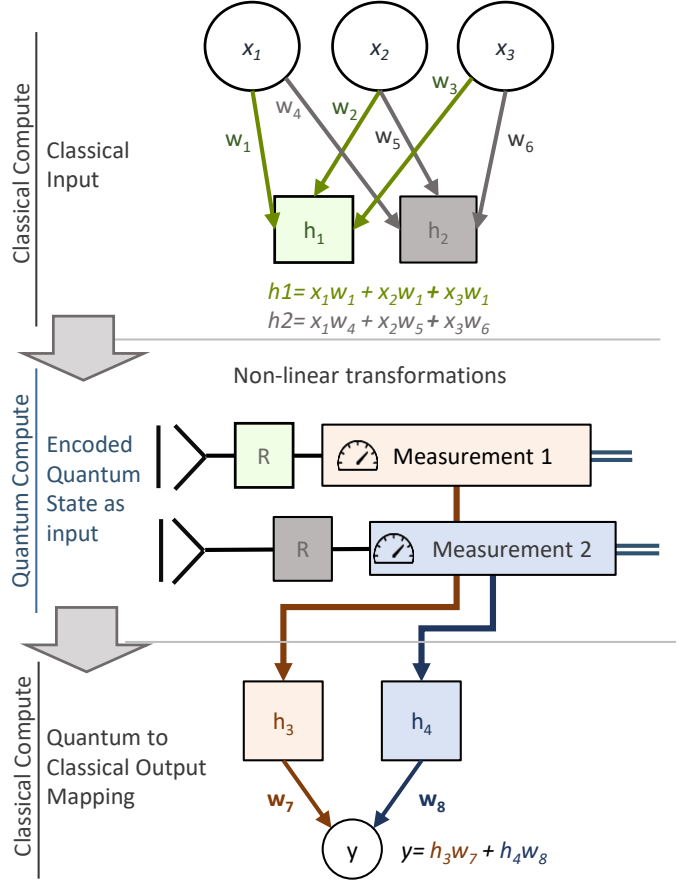 x1
x2
x3
w1
w4
w2
w5
w3
w6
Classical Compute
Classical
Input
h1
h2
h1= x1w1 + x2w1 + x3w1
h2= x1w4 + x2w5 + x3w6
Non-linear transformations
Quantum Compute
Encoded
Quantum
State as
input
R
Measurement 1
R
Measurement 2
Classical Compute
Quantum to
Classical Output
Mapping
h3
h4
w7
w8
y
y= h3w7 + h4w8